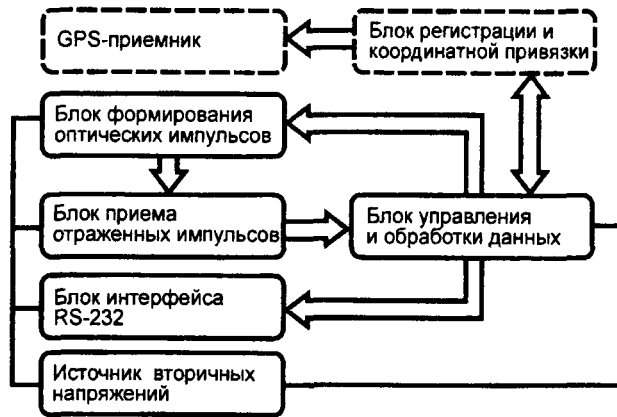 GPS-приемник
Блок регистрации и
координатной привязки
Блок формирования
оптических импульсов
Блок приема
отраженных импульсов
Блок управления
и обработки данных
Блок интерфейса
RS-232
Источник вторичных
напряжений